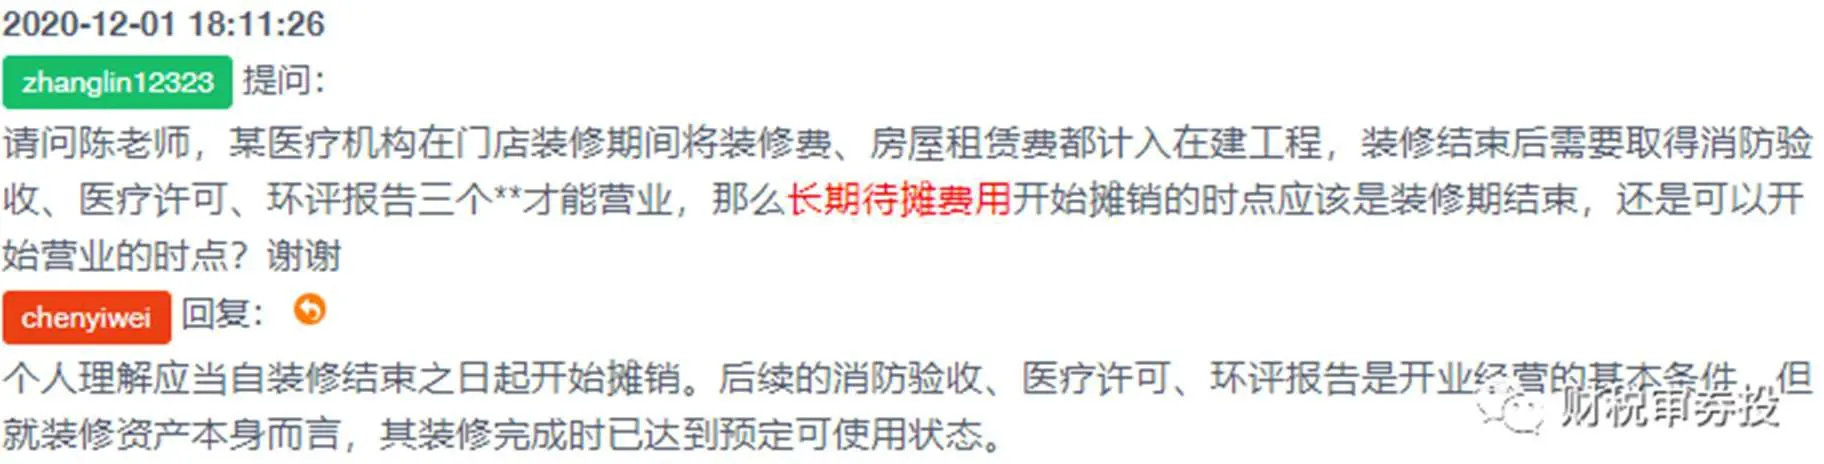 2020-12-01 18:11:26
zhanglin12323 提问：
请问陈老师，某医疗机构在门店装修期间将装修费、房屋租赁费都计入在建工程，装修结束后需要取得消防验
收、医疗许可、环评报告三个**才能营业，那么长期待摊费用开始摊销的时点应该是装修期结束，还是可以开
始营业的时点？谢谢
chenyiwei 回复：
个人理解应当自装修结束之日起开始摊销。后续的消防验收、医疗许可、环评报告是开业经营的基本条件，但
就装修资产本身而言，其装修完成时已达到预定可使用状态。
财税审券投